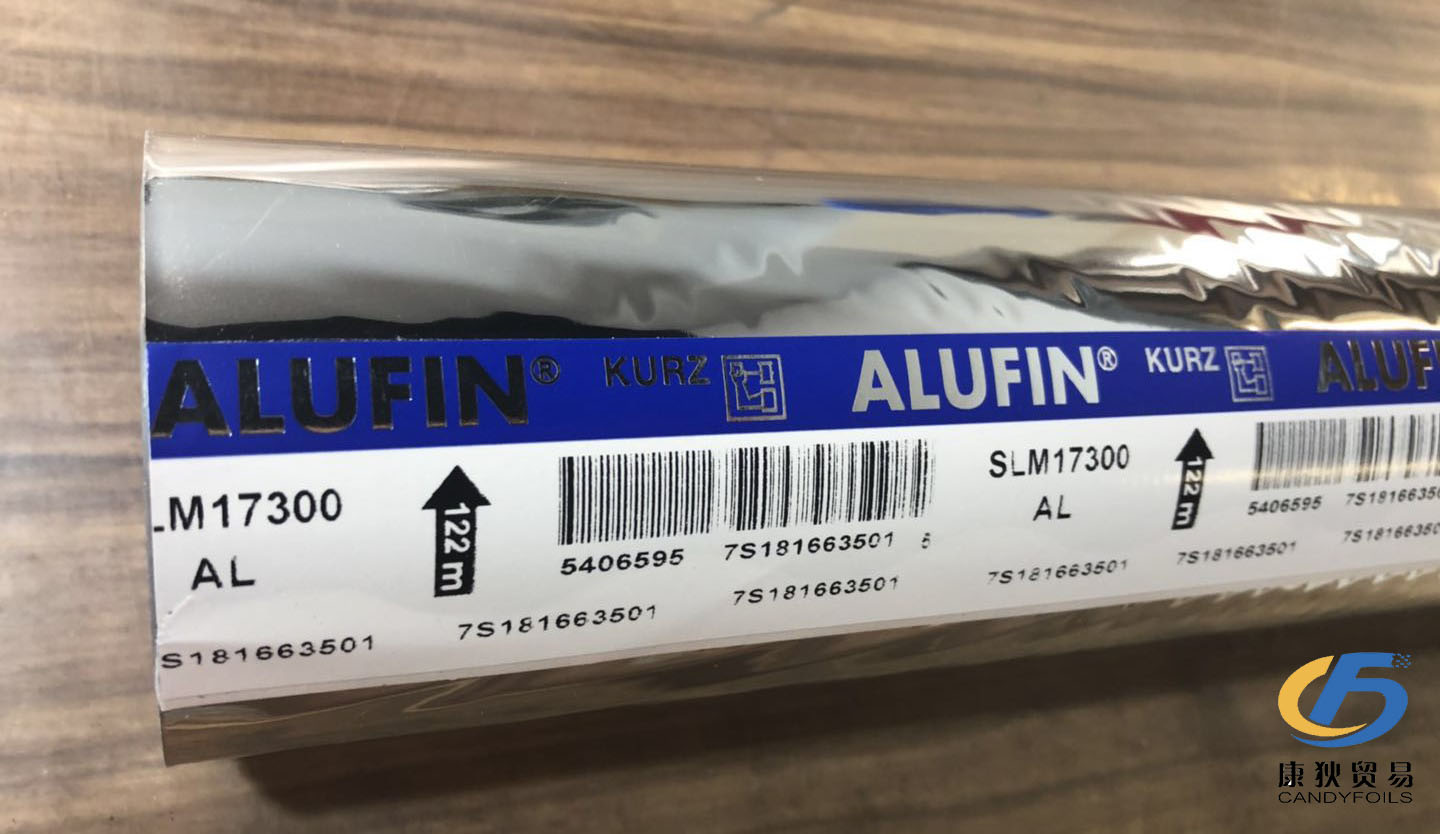 ALUFIN® KURZ ALUFIN® KURZ ALUF
LM17300 122 m SLM17300 122 m
AL AL
5406595 7S181663501 5406595
7S181663501 7S181663501 7S181663501 7S181663501
S181663501
康狄贸易
CANDYFOILS